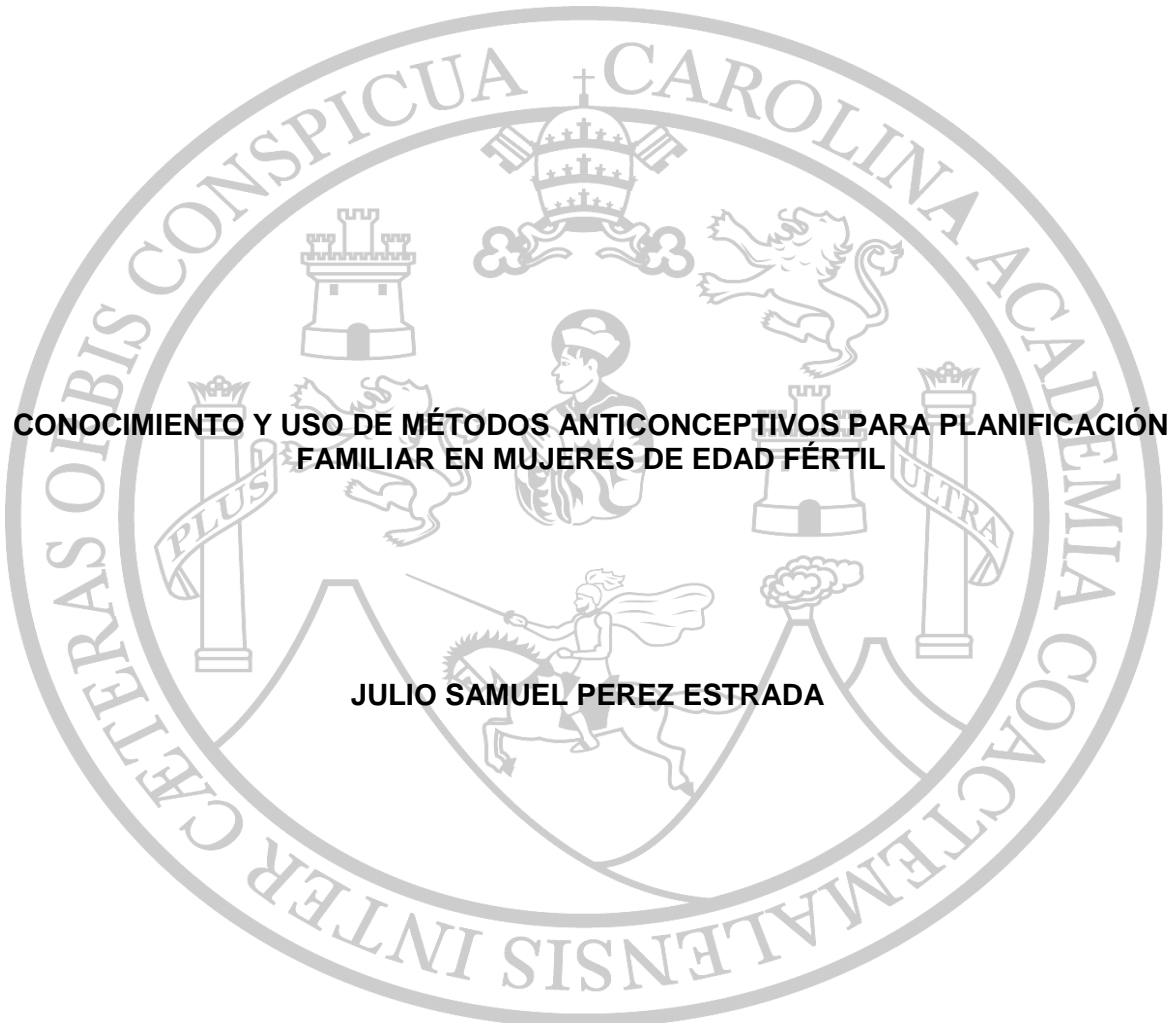 CAROLINA ACADEMIA COACTEMALENSIS INTER CÆTERAS ORBIS CONSPICUA
CONOCIMIENTO Y USO DE MÉTODOS ANTICONCEPTIVOS PARA PLANIFICACIÓN
FAMILIAR EN MUJERES DE EDAD FÉRTIL
PLUS
ULTRA
JULIO SAMUEL PEREZ ESTRADA